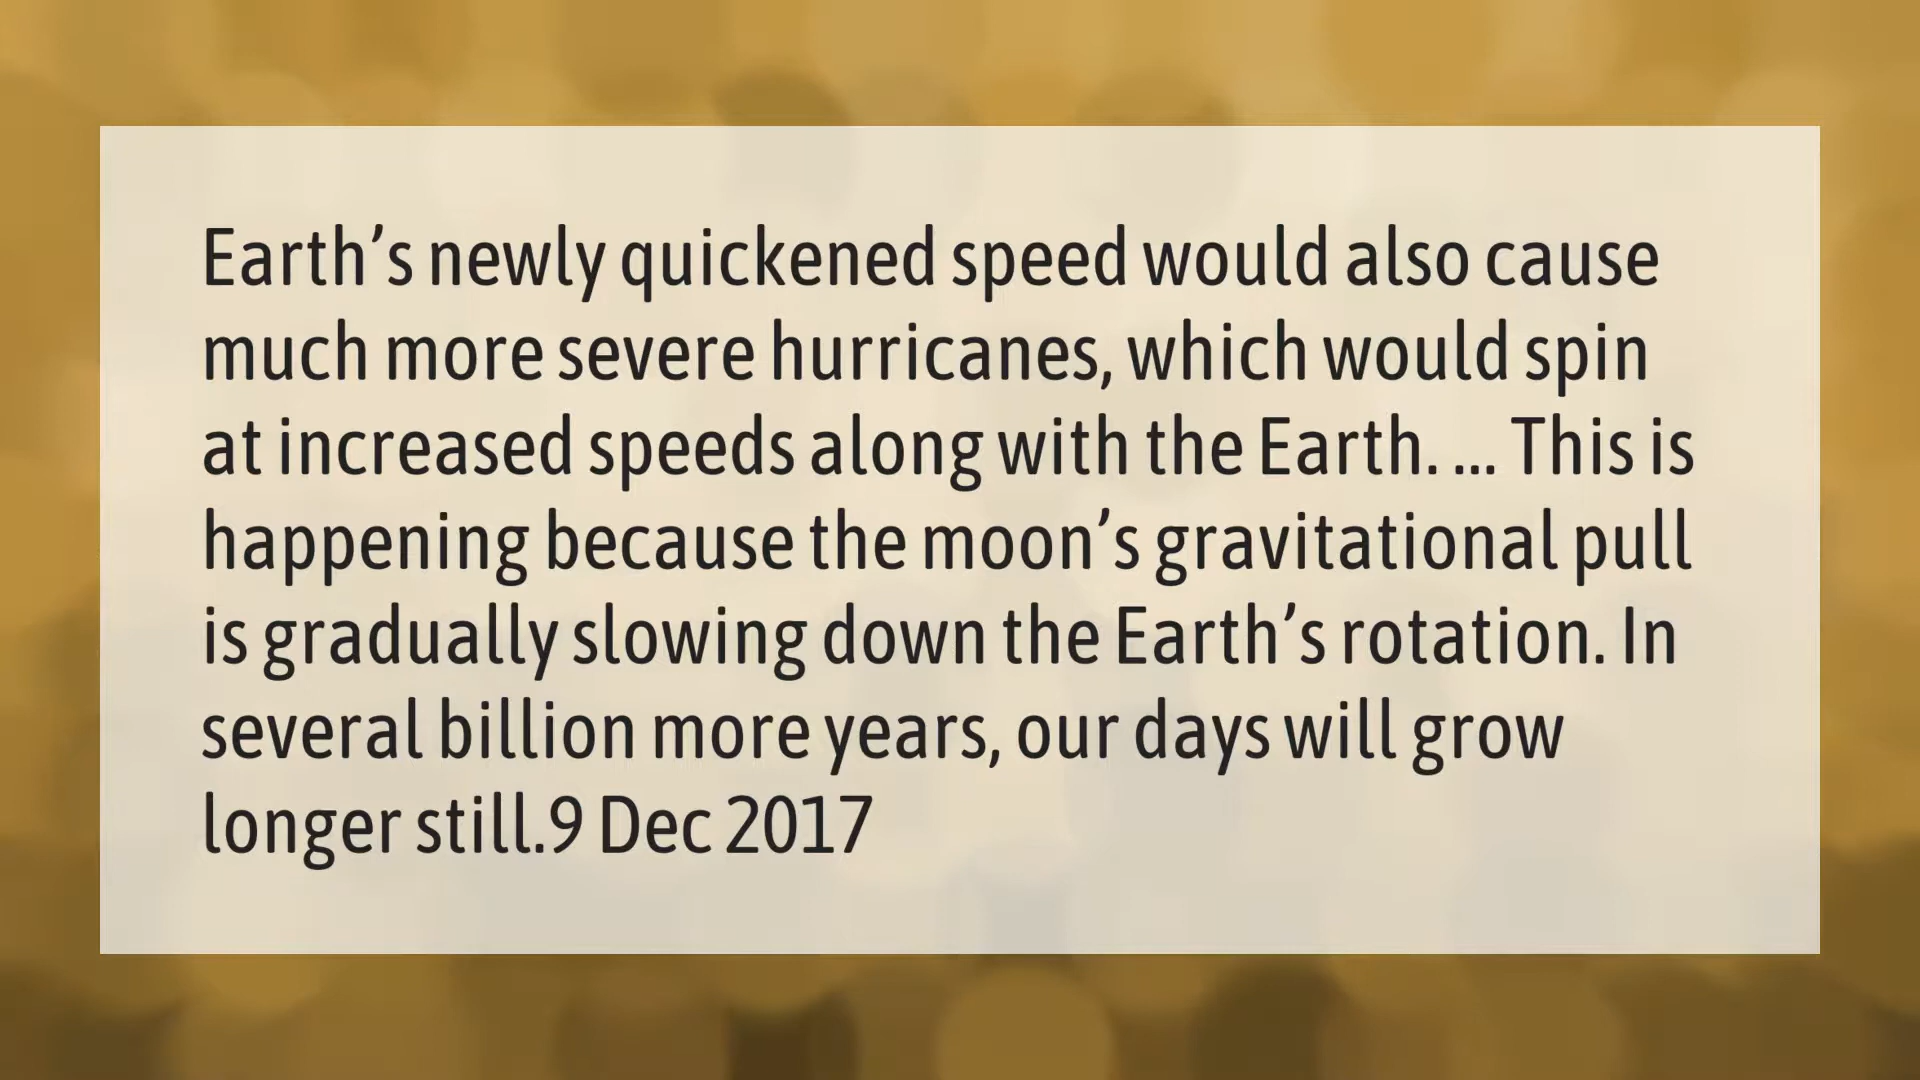 Earth’s newly quickened speed would also cause
much more severe hurricanes, which would spin
at increased speeds along with the Earth. ... This is
happening because the moon’s gravitational pull
is gradually slowing down the Earth’s rotation. In
several billion more years, our days will grow
longer still.9 Dec 2017